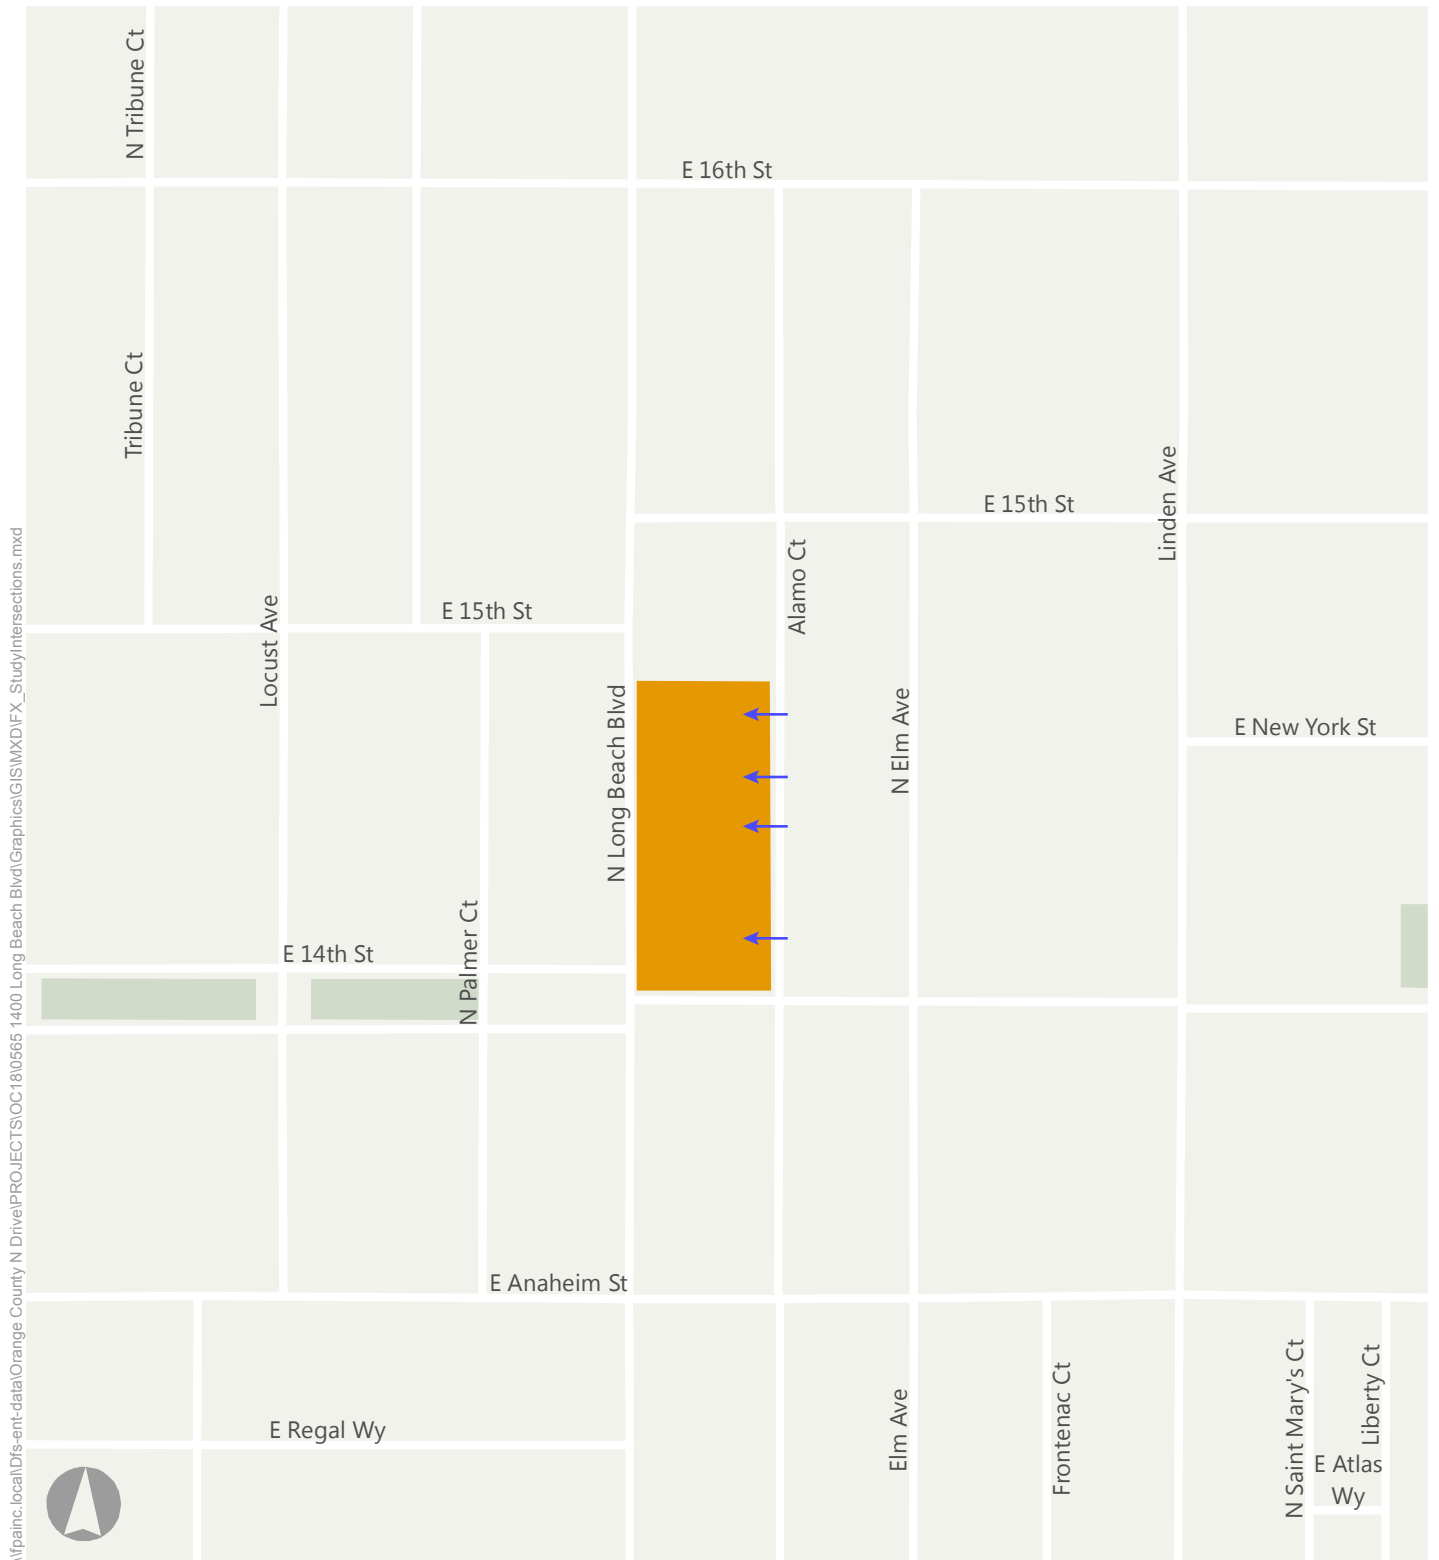 N Tribune Ct
E 16th St
Tribune Ct
Linden Ave
E 15th St
Alamo Ct
E 15th St
Locust Ave
N Long Beach Blvd
N Elm Ave
E New York St
N Palmer Ct
E 14th St
E Anaheim St
N Saint Mary's Ct
Liberty Ct
Frontenac Ct
Elm Ave
E Regal Wy
E Atlas
Wy
\\fpainc.local\Dfs-ent-data\Orange County N Drive\PROJECTS\OC18\0565 1400 Long Beach Blvd\Graphics\GIS\MXD\FX_StudyIntersections.mxd